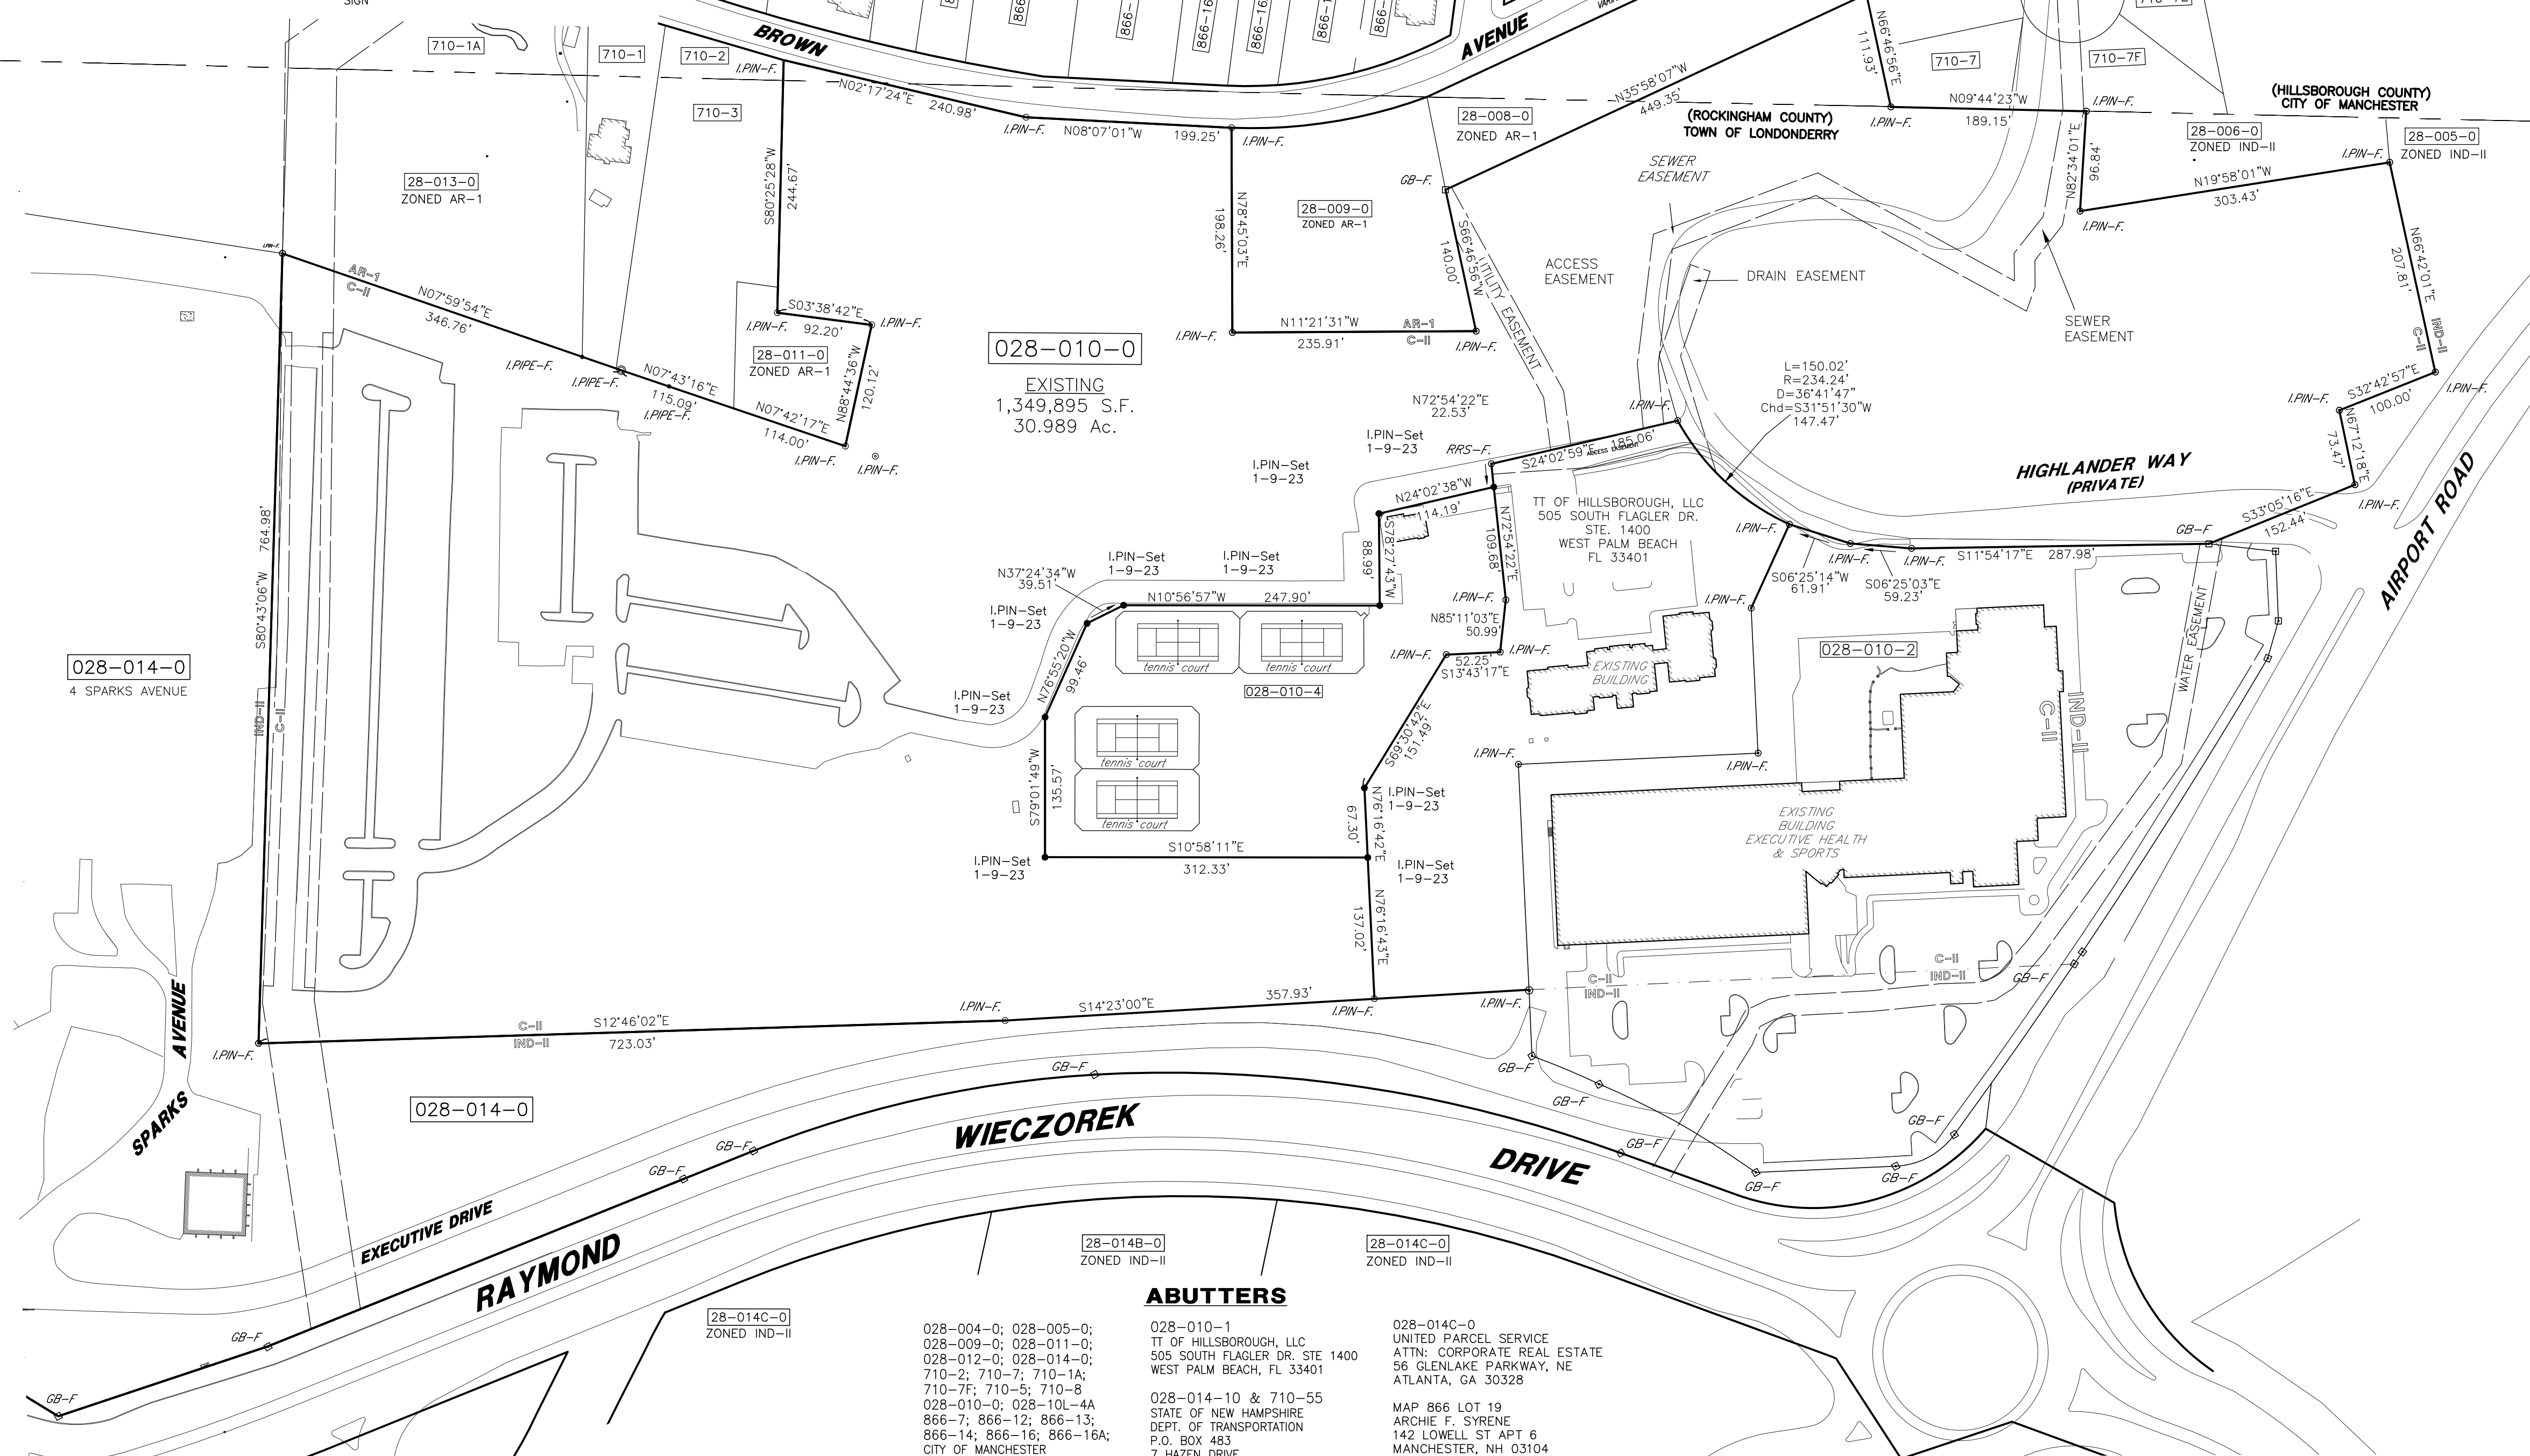 SIGN
710-1A
710-1
710-2
710-3
BROWN
AVENUE
866-16
866-16
866-1
710-7
710-7F
I.PIN-F.
N02°17'24"E 240.98'
I.PIN-F.
N08°07'01"W 199.25'
I.PIN-F.
28-008-0
ZONED AR-1
N35°58'07"W
449.35'
N66°46'56"E
111.93'
(ROCKINGHAM COUNTY)
TOWN OF LONDONDERRY
I.PIN-F.
N09°44'23"W
189.15'
I.PIN-F.
(HILLSBOROUGH COUNTY)
CITY OF MANCHESTER
28-006-0
ZONED IND-II
28-005-0
ZONED IND-II
I.PIN-F.
N82°34'01"E
96.84'
I.PIN-F.
N19°58'01"W
303.43'
SEWER
EASEMENT
GB-F.
28-013-0
ZONED AR-1
S80°25'28"W
244.67'
N78°45'03"E
198.26'
28-009-0
ZONED AR-1
S66°46'56"W
140.00'
UTILITY EASEMENT
ACCESS
EASEMENT
DRAIN EASEMENT
SEWER
EASEMENT
N66°42'01"E
207.81'
IND-II
C-II
I.PIN-F.
AR-1
C-II
N07°59'54"E
346.76'
S03°38'42"E
92.20'
I.PIN-F.
I.PIN-F.
28-011-0
ZONED AR-1
N88°44'36"W
120.12'
I.PIPE-F.
I.PIPE-F.
N07°43'16"E
115.09'
I.PIPE-F.
N07°42'17"E
114.00'
I.PIN-F.
I.PIN-F.
028-010-0
EXISTING
1,349,895 S.F.
30.989 Ac.
I.PIN-F.
N11°21'31"W
235.91'
AR-1
C-II
I.PIN-F.
N72°54'22"E
22.53'
I.PIN-F.
L=150.02'
R=234.24'
D=36°41'47"
Chd=S31°51'30"W
147.47'
I.PIN-Set
1-9-23
RRS-F.
S24°02'59"E 185.06'
ACCESS EASEMENT
I.PIN-Set
1-9-23
N24°02'38"W
114.19'
S32°42'57"E
100.00'
I.PIN-F.
I.PIN-F.
N67°12'18"E
73.47'
HIGHLANDER WAY
(PRIVATE)
AIRPORT ROAD
I.PIN-F.
S33°05'16"E
152.44'
TT OF HILLSBOROUGH, LLC
505 SOUTH FLAGLER DR.
STE. 1400
WEST PALM BEACH
FL 33401
N72°54'22"E
109.68'
S78°27'43"W
88.99'
I.PIN-F.
I.PIN-F.
I.PIN-F.
S11°54'17"E 287.98'
GB-F
S06°25'14"W
61.91'
S06°25'03"E
59.23'
S80°43'06"W 764.98'
I.PIN-Set
1-9-23
I.PIN-Set
1-9-23
N37°24'34"W
39.51'
N10°56'57"W 247.90'
I.PIN-Set
1-9-23
N76°55'20"W
99.46'
tennis court
tennis court
028-010-4
I.PIN-F.
N85°11'03"E
50.99'
I.PIN-F.
I.PIN-F.
52.25'
S13°43'17"E
I.PIN-F.
EXISTING
BUILDING
028-010-2
WATER EASEMENT
028-014-0
4 SPARKS AVENUE
IND-II
C-II
I.PIN-Set
1-9-23
IND-II
C-II
S69°30'42"E
151.49'
I.PIN-F.
I.PIN-F.
tennis court
tennis court
S79°01'49"W
135.57'
I.PIN-Set
1-9-23
N76°16'42"E
67.30'
EXISTING
BUILDING
EXECUTIVE HEALTH
& SPORTS
S10°58'11"E
312.33'
I.PIN-Set
1-9-23
I.PIN-Set
1-9-23
N76°16'43"E
137.02'
C-II
IND-II
C-II
IND-II
GB-F
SPARKS
AVENUE
I.PIN-F.
C-II
IND-II
S12°46'02"E
723.03'
I.PIN-F.
S14°23'00"E
357.93'
I.PIN-F.
I.PIN-F.
028-014-0
GB-F
GB-F
GB-F
GB-F
GB-F
GB-F
GB-F
GB-F
GB-F
GB-F
GB-F
EXECUTIVE DRIVE
RAYMOND
WIECZOREK
DRIVE
28-014B-0
ZONED IND-II
28-014C-0
ZONED IND-II
28-014C-0
ZONED IND-II
ABUTTERS
028-004-0; 028-005-0;
028-009-0; 028-011-0;
028-012-0; 028-014-0;
710-2; 710-7; 710-1A;
710-7F; 710-5; 710-8
028-010-0; 028-10L-4A
866-7; 866-12; 866-13;
866-14; 866-16; 866-16A;
CITY OF MANCHESTER
028-010-1
TT OF HILLSBOROUGH, LLC
505 SOUTH FLAGLER DR. STE 1400
WEST PALM BEACH, FL 33401
028-014-10 & 710-55
STATE OF NEW HAMPSHIRE
DEPT. OF TRANSPORTATION
P.O. BOX 483
7 HAZEN DRIVE
028-014C-0
UNITED PARCEL SERVICE
ATTN: CORPORATE REAL ESTATE
56 GLENLAKE PARKWAY, NE
ATLANTA, GA 30328
MAP 866 LOT 19
ARCHIE F. SYRENE
142 LOWELL ST APT 6
MANCHESTER, NH 03104